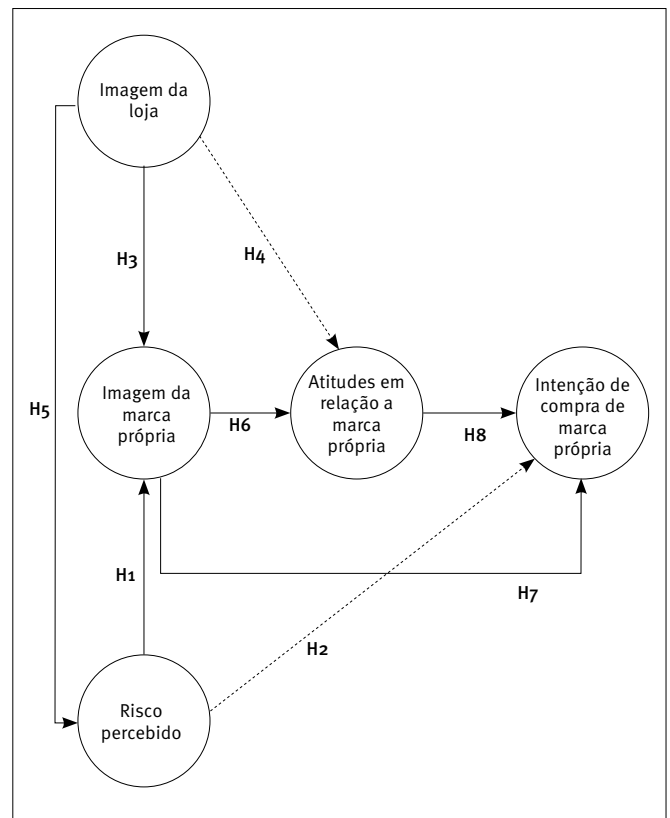 Imagem da
loja
H3
H4
H5
Imagem da
marca
própria
H6
Atitudes em
relação a
marca
própria
H8
Intenção de
compra de
marca
própria
H1
H7
H2
Risco
percebido